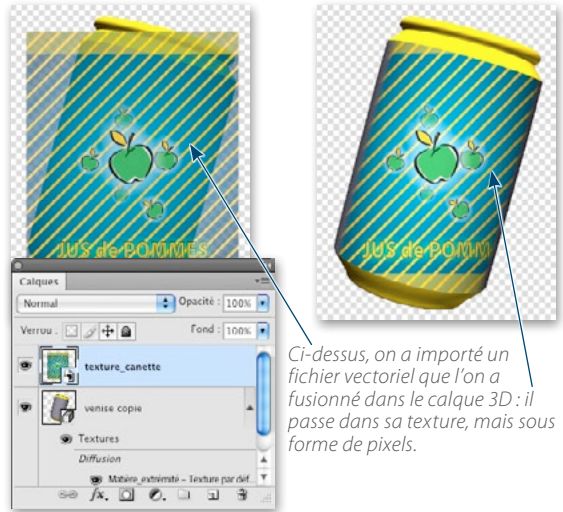 JUS de POMMES
JUS de POMM
Calques
Normal
Opacité : 100%
Verrou :
Fond : 100%
texture_canette
venise copie
Textures
Diffusion
Matière_extrémité – Texture par déf...
fx.
Ci-dessus, on a importé un
fichier vectoriel que l’on a
fusionné dans le calque 3D : il
passe dans sa texture, mais sous
forme de pixels.